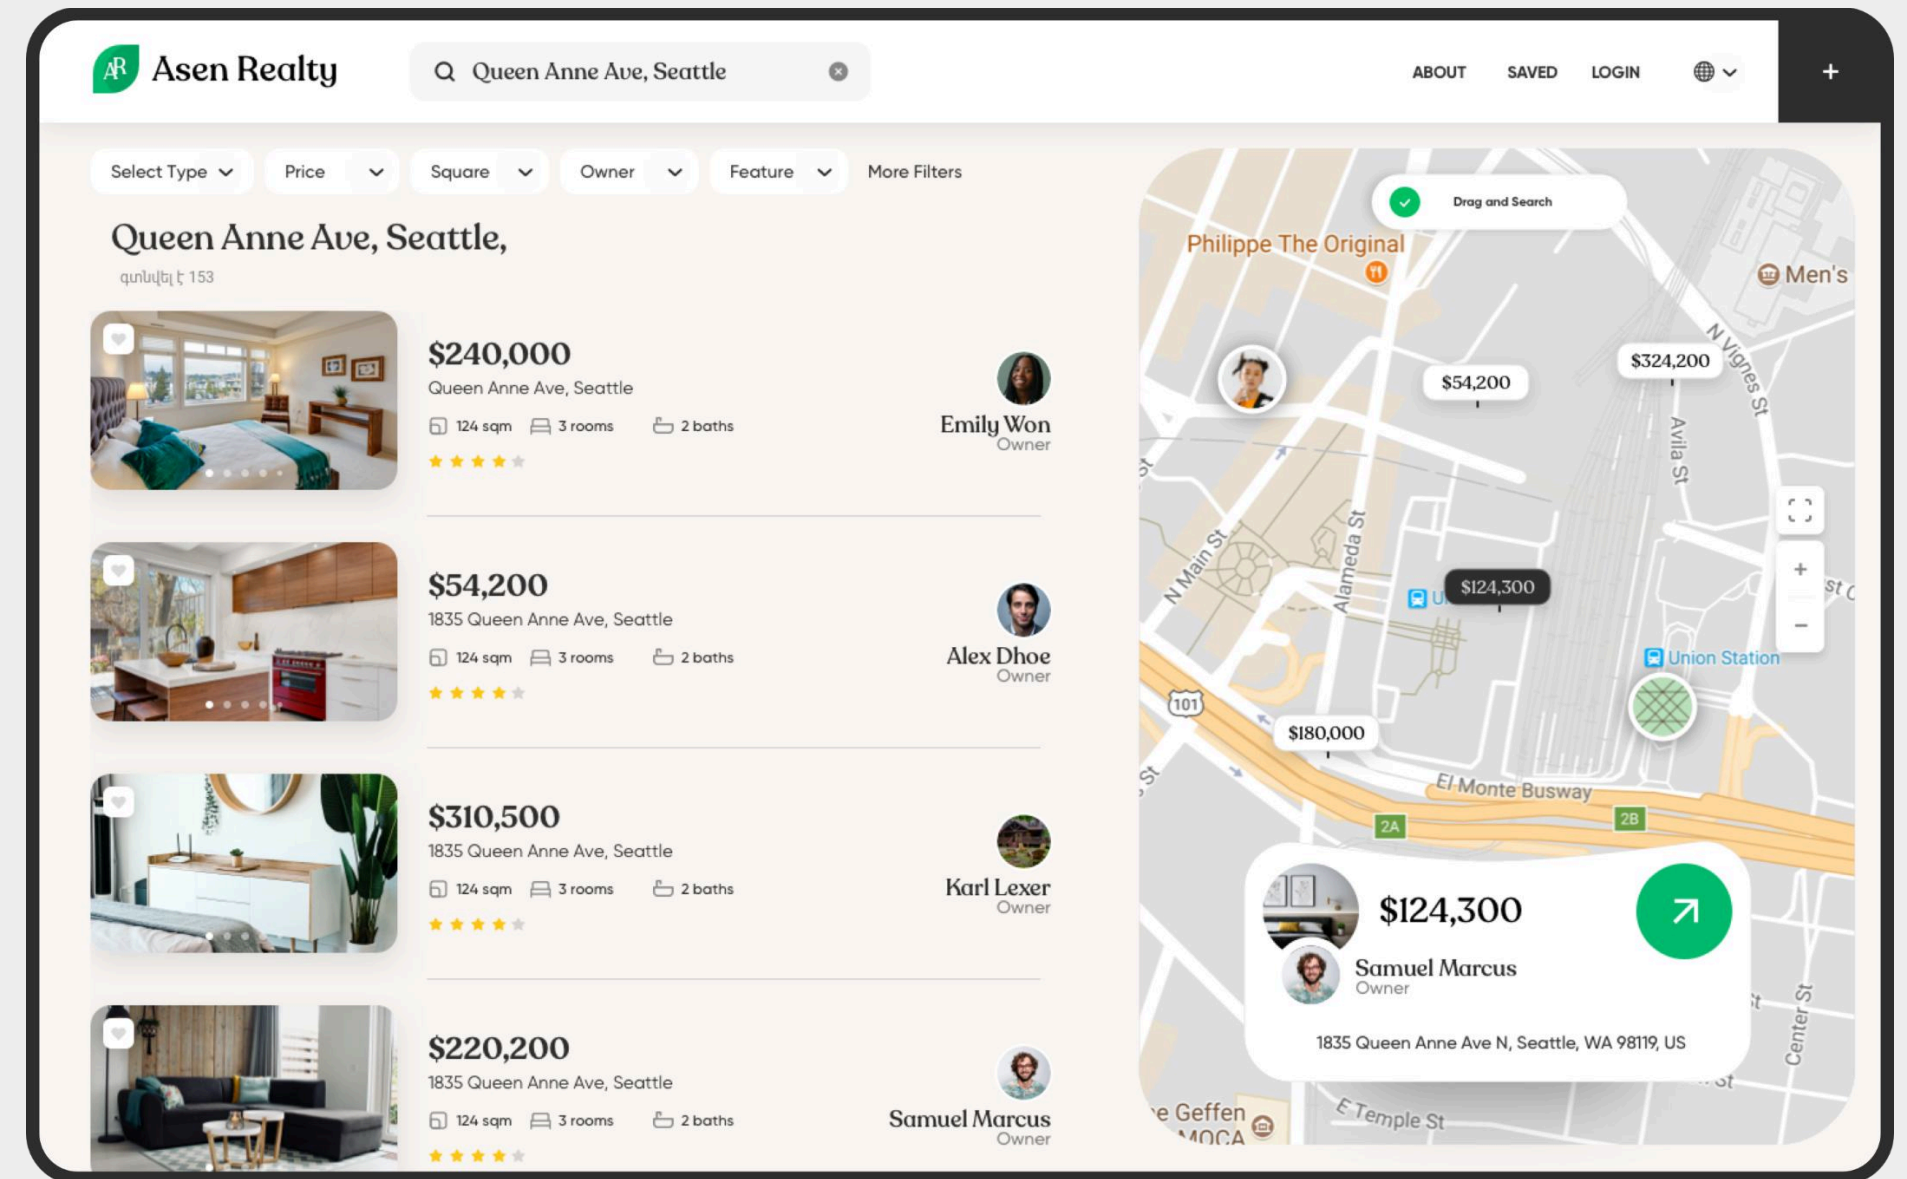 AR Asen Realty
Queen Anne Ave, Seattle
ABOUT SAVED LOGIN
+
Select Type Price Square Owner Feature More Filters
Queen Anne Ave, Seattle,
գտնվել է 153
$240,000
Queen Anne Ave, Seattle
124 sqm 3 rooms 2 baths
Emily Won
Owner
$54,200
1835 Queen Anne Ave, Seattle
124 sqm 3 rooms 2 baths
Alex Dhoe
Owner
$310,500
1835 Queen Anne Ave, Seattle
124 sqm 3 rooms 2 baths
Karl Lexer
Owner
$220,200
1835 Queen Anne Ave, Seattle
124 sqm 3 rooms 2 baths
Samuel Marcus
Owner
Drag and Search
Philippe The Original
Men's
N Vignes St
$324,200
$54,200
Avila St
St
N Main St
Alameda St
$124,300
U
+
st C
−
Union Station
101
$180,000
St
El Monte Busway
2A
2B
$124,300
Samuel Marcus
Owner
1835 Queen Anne Ave N, Seattle, WA 98119, US
Center St
St
e Geffen
MOCA
E Temple St